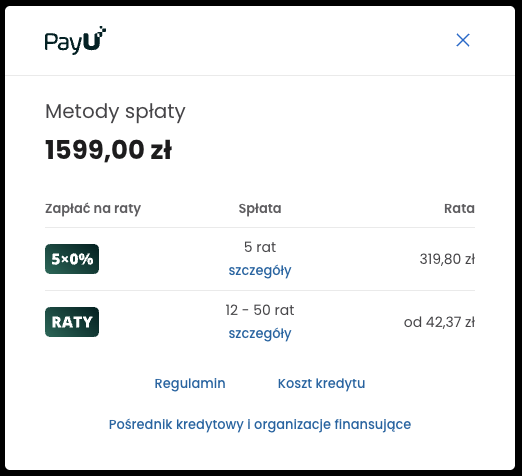 PayU
Metody spłaty
1599,00 zł
Zapłać na raty Spłata Rata
5×0% 5 rat 319,80 zł
szczegóły
RATY 12 - 50 rat od 42,37 zł
szczegóły
Regulamin Koszt kredytu
Pośrednik kredytowy i organizacje finansujące